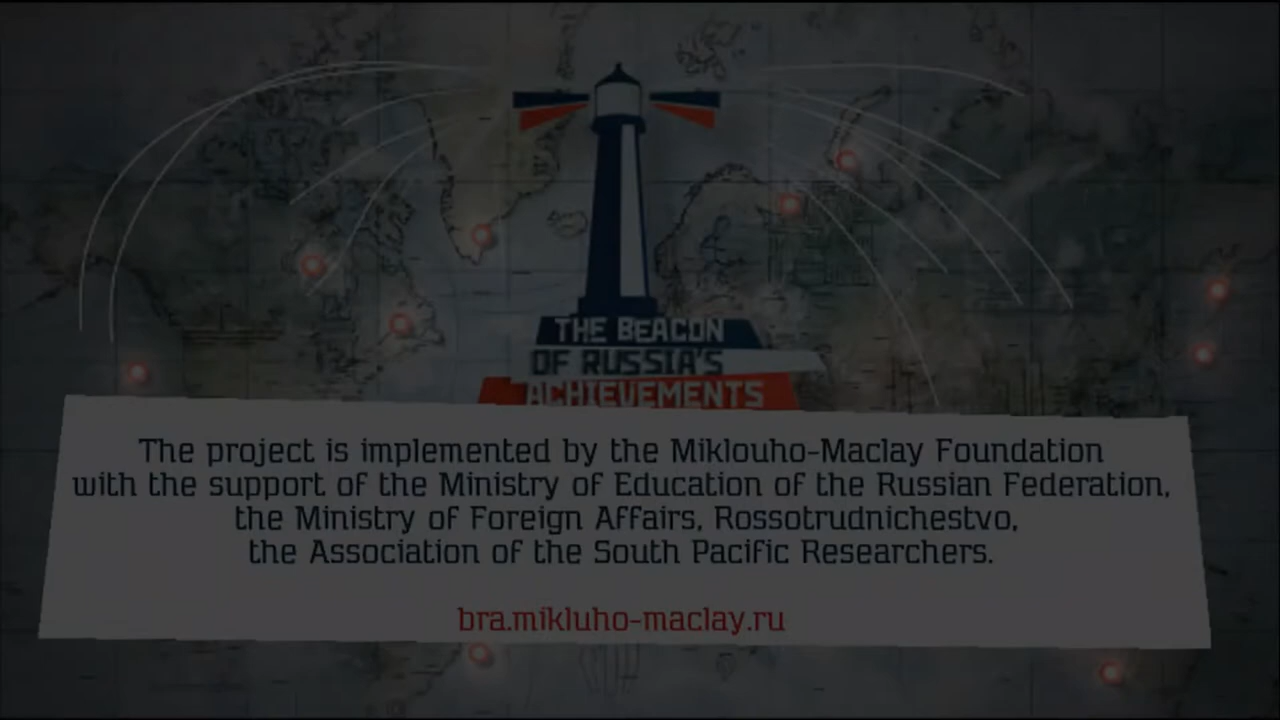 THE BEACON
OF RUSSIA'S
ACHIEVEMENTS
The project is implemented by the Miklouho-Maclay Foundation
with the support of the Ministry of Education of the Russian Federation,
the Ministry of Foreign Affairs, Rossotrudnichestvo,
the Association of the South Pacific Researchers.
bra.mikluho-maclay.ru